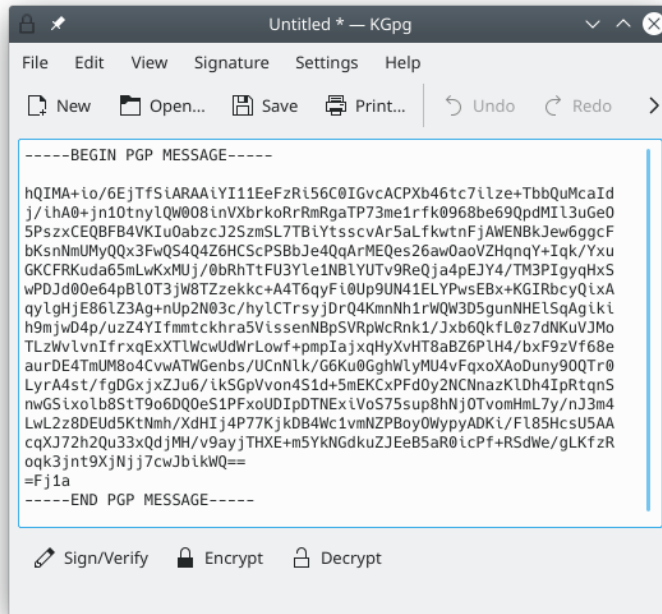 Untitled * — KGpg
File Edit View Signature Settings Help
New Open... Save Print... Undo Redo
-----BEGIN PGP MESSAGE-----
hQIMA+io/6EjTfSiARAAiYI11EeFzRi56C0IGvcACPXb46tc7ilze+TbbQuMcaId
j/ihA0+jn1OtnylQW0O8inVXbrkoRrRmRgaTP73me1rfk0968be69QpdMIl3uGeO
5PszxCEQBFB4VKIuOabzcJ2SzmSL7TBiYtsscvAr5aLfkwtnFjAWENBkJew6ggcF
bKsnNmUMyQQx3FwQS4Q4Z6HCScPSBbJe4QqArMEQes26awOaoVZHqnqY+Iqk/Yxu
GKCFRKuda65mLwKxMUj/0bRhTtFU3Yle1NBlYUTv9ReQja4pEJY4/TM3PIgyqHxS
wPDJd0Oe64pBlOT3jW8TZzekkc+A4T6qyFi0Up9UN41ELYPwsEBx+KGIRbcyQixA
qylgHjE86lZ3Ag+nUp2N03c/hylCTrsyjDrQ4KmnNh1rWQW3D5gunNHElSqAgiki
h9mjwD4p/uzZ4YIfmmtckhra5VissenNBpSVRpWcRnk1/Jxb6QkfL0z7dNKuVJMo
TLzWvlvnIfrxqExXTlWcwUdWrLowf+pmpIajxqHyXvHT8aBZ6PlH4/bxF9zVf68e
aurDE4TmUM8o4CvwATWGenbs/UCnNlk/G6Ku0GghWlyMU4vFqxoXAoDuny9OQTr0
LyrA4st/fgDGxjxZJu6/ikSGpVvon4S1d+5mEKCxPFdOy2NCNnazKlDh4IpRtqnS
nwGSixolb8StT9o6DQOeS1PFxoUDIpDTNExiVoS75sup8hNjOTvomHmL7y/nJ3m4
LwL2z8DEUd5KtNmh/XdHIj4P77KjkDB4Wc1vmNZPBoyOWypyADKi/Fl85HcsU5AA
cqXJ72h2Qu33xQdjMH/v9ayjTHXE+m5YkNGdkuZJEeB5aR0icPf+RSdWe/gLKfzR
oqk3jnt9XjNjj7cwJbikWQ==
=Fj1a
-----END PGP MESSAGE-----
Sign/Verify Encrypt Decrypt